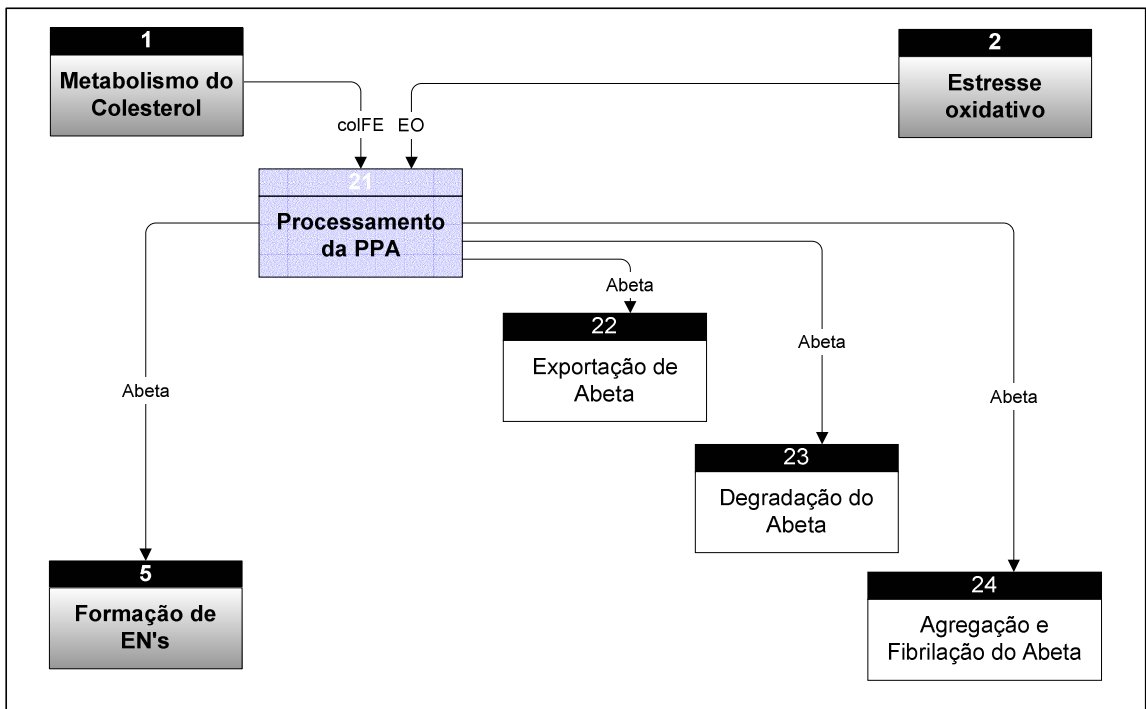 1
Metabolismo do
Colesterol
2
Estresse
oxidativo
colFE
EO
21
Processamento
da PPA
Abeta
22
Exportação de
Abeta
Abeta
23
Degradação do
Abeta
Abeta
24
Agregação e
Fibrilação do Abeta
Abeta
5
Formação de
EN's